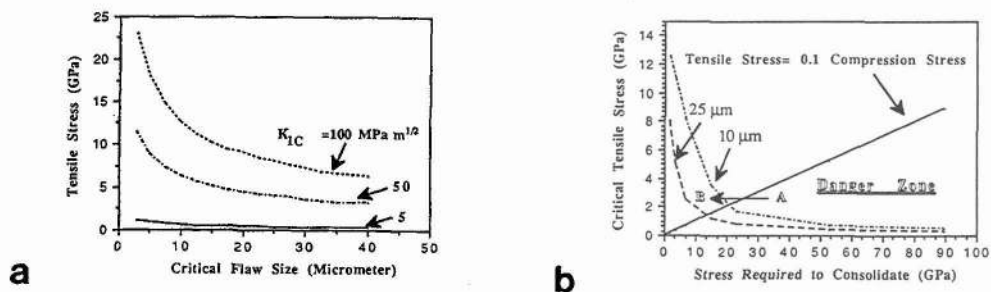 25
20
15
10
5
0
Tensile Stress (GPa)
K1C =100 MPa m1/2
50
5
0 10 20 30 40 50
Critical Flaw Size (Micrometer)
a
14
12
10
8
6
4
2
0
Critical Tensile Stress (GPa)
Tensile Stress= 0.1 Compression Stress
25 μm
10 μm
B A
Danger Zone
0 10 20 30 40 50 60 70 80 90 100
Stress Required to Consolidate (GPa)
b